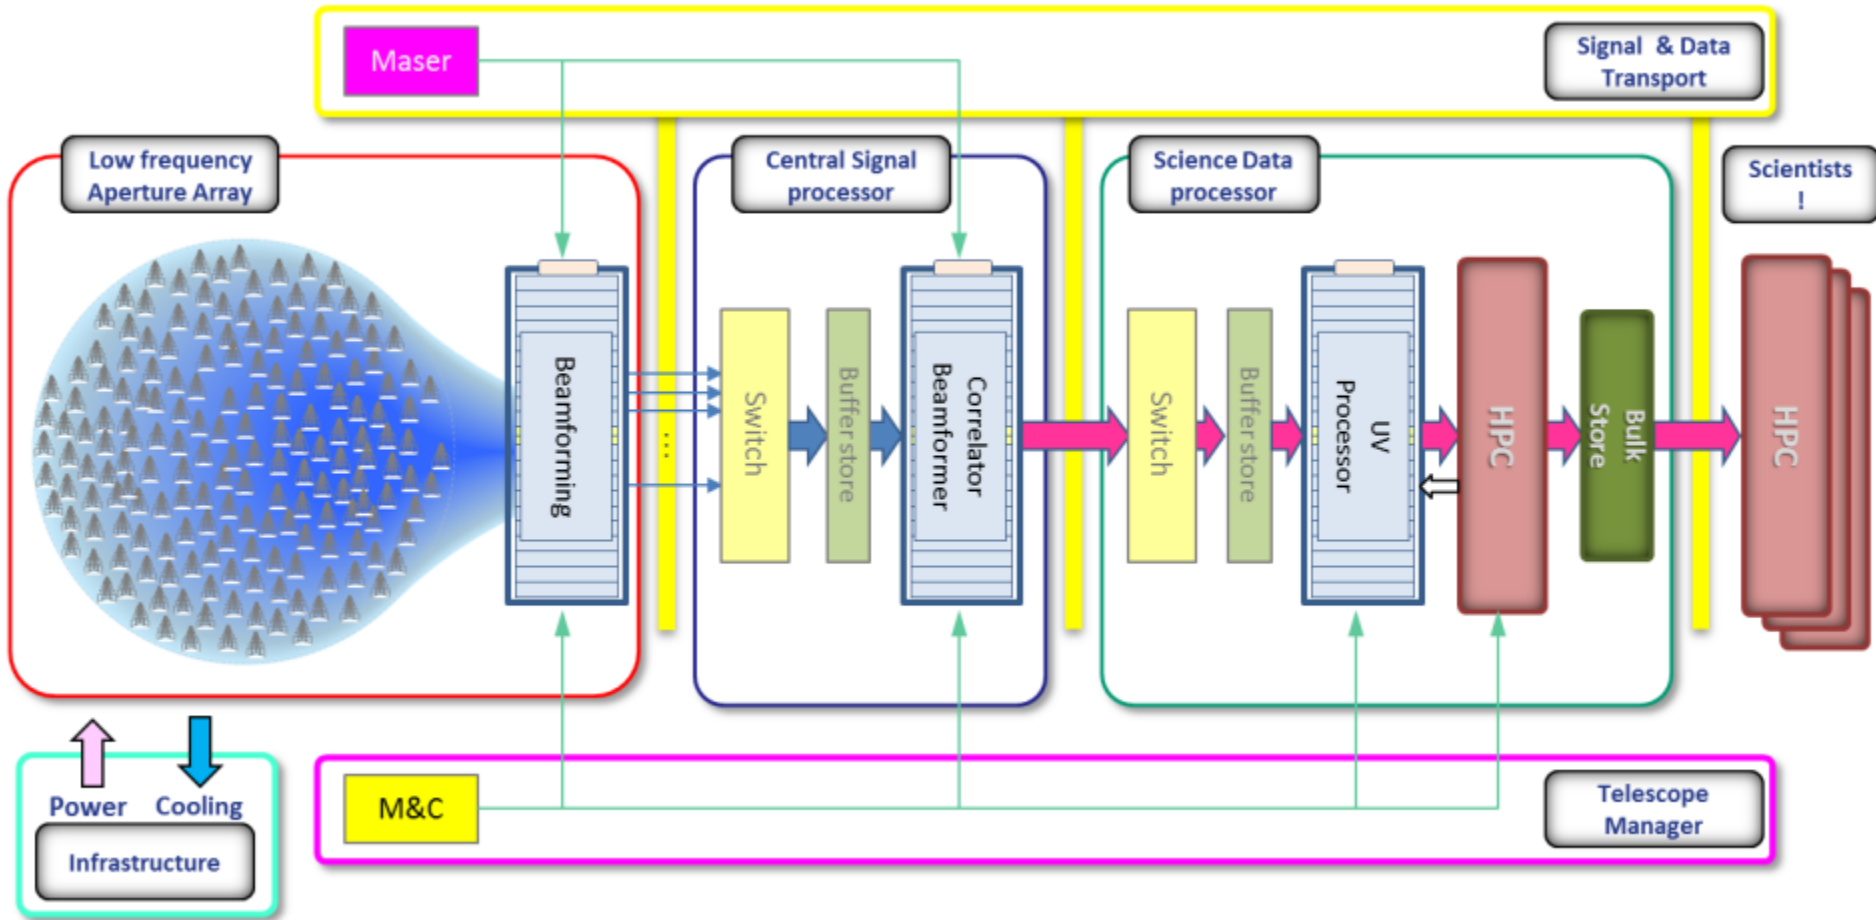 Maser
Signal & Data
Transport
Low frequency
Aperture Array
Central Signal
processor
Science Data
processor
Scientists
!
Beamforming
...
Switch
Buffer store
Correlator
Beamformer
Switch
Buffer store
UV
Processor
HPC
Bulk
Store
HPC
Power
Cooling
Infrastructure
M&C
Telescope
Manager